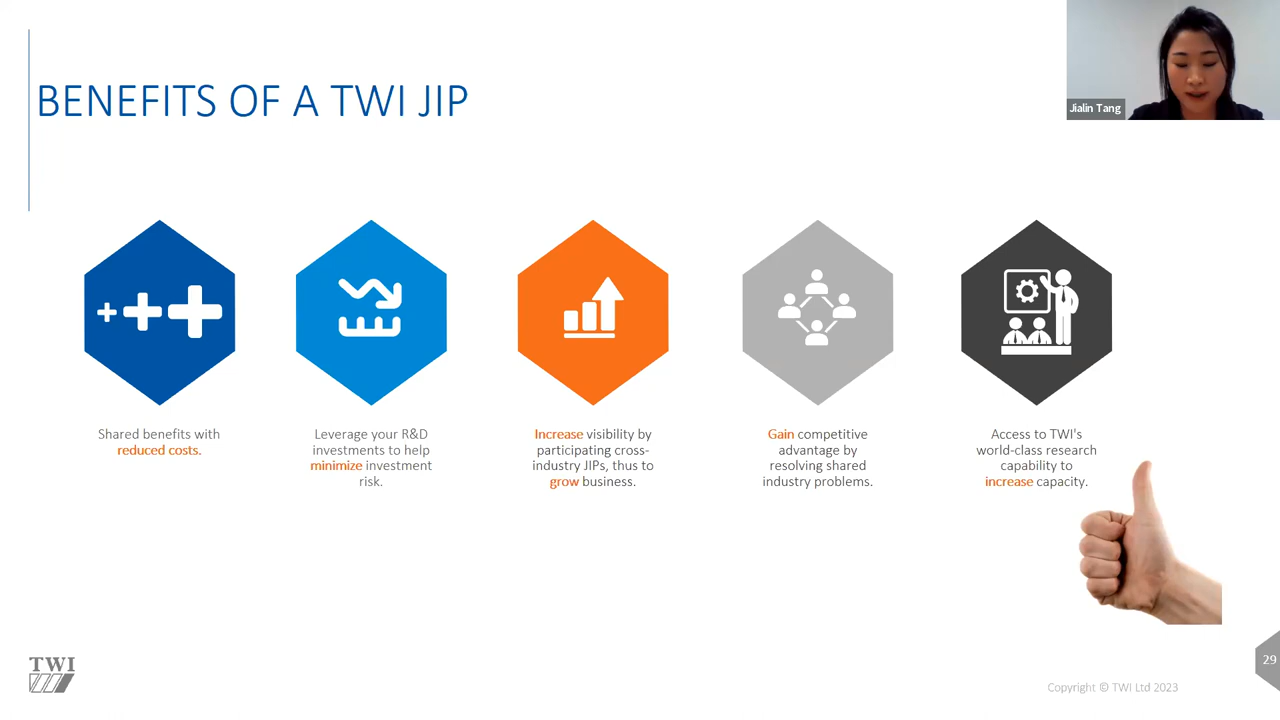 BENEFITS OF A TWI JIP
Jialin Tang
Shared benefits with
reduced costs.
Leverage your R&D
investments to help
minimize investment
risk.
Increase visibility by
participating cross-
industry JIPs, thus to
grow business.
Gain competitive
advantage by
resolving shared
industry problems.
Access to TWI's
world-class research
capability to
increase capacity.
TWI
29
Copyright © TWI Ltd 2023